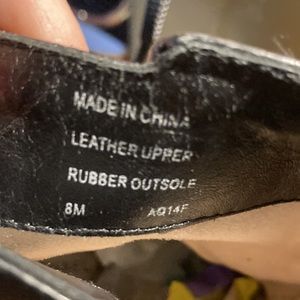 MADE IN CHINA
LEATHER UPPER
RUBBER OUTSOLE
8M AQ14F